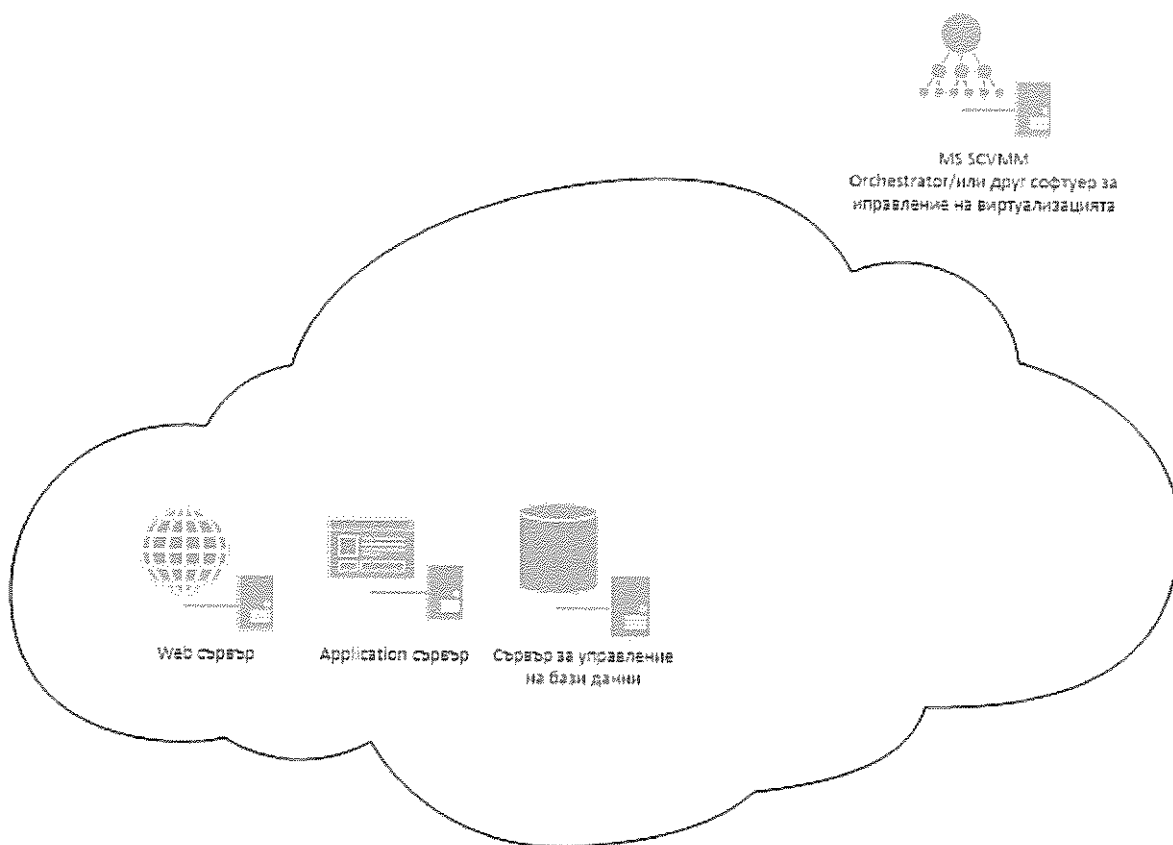 MS SCVMM
Orchestrator/или друг софтуер за
иправление на виртуализацията
Web сървър
Application сървър
Сървър за управление
на бази данни